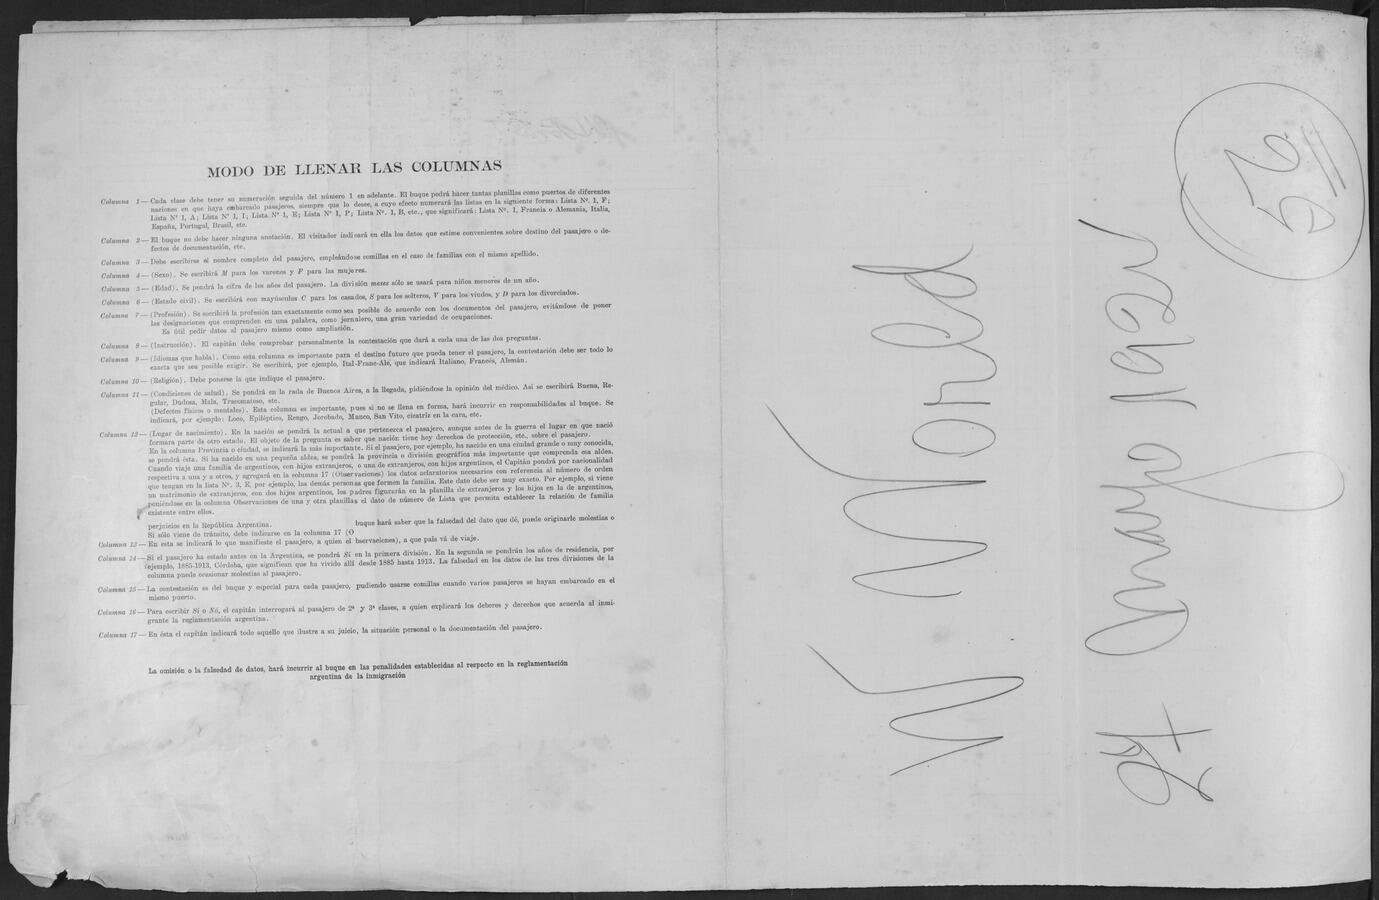 MODO DE LLENAR LAS COLUMNAS
Columna 1 — Cada clase debe tener su numeración seguida del número 1 en adelante. El buque podrá hacer tantas planillas como puertos de diferentes
naciones en que haya embarcado pasajeros, siempre que lo desee, a cuyo efecto numerará las listas en la siguiente forma: Lista Nº. 1, F;
Lista Nº 1, A; Lista Nº 1, I; Lista Nº 1, E; Lista Nº 1, P; Lista Nº. 1, B, etc., que significará: Lista Nº. 1, Francia o Alemania, Italia,
España, Portugal, Brasil, etc.
Columna 2 — El buque no debe hacer ninguna anotación. El visitador indicará en ella los datos que estime convenientes sobre destino del pasajero o de-
fectos de documentación, etc.
Columna 3 — Debe escribirse el nombre completo del pasajero, empleándose comillas en el caso de familias con el mismo apellido.
Columna 4 — (Sexo). Se escribirá M para los varones y F para las mujeres.
Columna 5 — (Edad). Se pondrá la cifra de los años del pasajero. La división meses sólo se usará para niños menores de un año.
Columna 6 — (Estado civil). Se escribirá con mayúsculas C para los casados, S para los solteros, V para los viudos, y D para los divorciados.
Columna 7 — (Profesión). Se escribirá la profesión tan exactamente como sea posible de acuerdo con los documentos del pasajero, evitándose de poner
las designaciones que comprenden en una palabra, como jornalero, una gran variedad de ocupaciones.
Es útil pedir datos al pasajero mismo como ampliación.
Columna 8 — (Instrucción). El capitán debe comprobar personalmente la contestación que dará a cada una de las dos preguntas.
Columna 9 — (Idiomas que habla). Como esta columna es importante para el destino futuro que pueda tener el pasajero, la contestación debe ser todo lo
exacta que sea posible exigir. Se escribirá, por ejemplo, Ital-Franc-Alé, que indicará Italiano, Francés, Alemán.
Columna 10 — (Religión). Debe ponerse la que indique el pasajero.
Columna 11 — (Condiciones de salud). Se pondrá en la rada de Buenos Aires, a la llegada, pidiéndose la opinión del médico. Así se escribirá Buena, Re-
gular, Dudosa, Mala, Tracomatoso, etc.
(Defectos físicos o mentales). Esta columna es importante, pues si no se llena en forma, hará incurrir en responsabilidades al buque. Se
indicará, por ejemplo: Loco, Epiléptico, Rengo, Jorobado, Manco, San Vito, cicatriz en la cara, etc.
Columna 12 — (Lugar de nacimiento). En la nación se pondrá la actual a que pertenezca el pasajero, aunque antes de la guerra el lugar en que nació
formara parte de otro estado. El objeto de la pregunta es saber que nación tiene hoy derechos de protección, etc., sobre el pasajero.
En la columna Provincia o ciudad, se indicará la más importante. Si el pasajero, por ejemplo, ha nacido en una ciudad grande o muy conocida,
se pondrá ésta. Si ha nacido en una pequeña aldea, se pondrá la provincia o división geográfica más importante que comprenda esa aldea.
Cuando viaje una familia de argentinos, con hijos extranjeros, o una de extranjeros, con hijos argentinos, el Capitán pondrá por nacionalidad
respectiva a una y a otros, y agregará en la columna 17 (Observaciones) los datos aclaratorios necesarios con referencia al número de orden
que tengan en la lista Nº. 3, E, por ejemplo, las demás personas que formen la familia. Este dato debe ser muy exacto. Por ejemplo, si viene
un matrimonio de extranjeros, con dos hijos argentinos, los padres figurarán en la planilla de extranjeros y los hijos en la de argentinos,
poniéndose en la columna Observaciones de una y otra planillas el dato de número de Lista que permita establecer la relación de familia
existente entre ellos.
perjuicios en la República Argentina. buque hará saber que la falsedad del dato que dé, puede originarle molestias o
Si sólo viene de tránsito, debe indicarse en la columna 17 (O
Columna 13 — En esta se indicará lo que manifieste el pasajero, a quien el bservaciones), a que país vá de viaje.
Columna 14 — Si el pasajero ha estado antes en la Argentina, se pondrá Sí en la primera división. En la segunda se pondrán los años de residencia, por
ejemplo, 1885-1913, Córdoba, que significan que ha vivido allí desde 1885 hasta 1913. La falsedad en los datos de las tres divisiones de la
columna puede ocasionar molestias al pasajero.
Columna 15 — La contestación es del buque y especial para cada pasajero, pudiendo usarse comillas cuando varios pasajeros se hayan embarcado en el
mismo puerto.
Columna 16 — Para escribir Sí o Nó, el capitán interrogará al pasajero de 2ª y 3ª clases, a quien explicará los deberes y derechos que acuerda al inmi-
grante la reglamentación argentina.
Columna 17 — En ésta el capitán indicará todo aquello que ilustre a su juicio, la situación personal o la documentación del pasajero.
La omisión o la falsedad de datos, hará incurrir al buque en las penalidades establecidas al respecto en la reglamentación
argentina de la inmigración
29